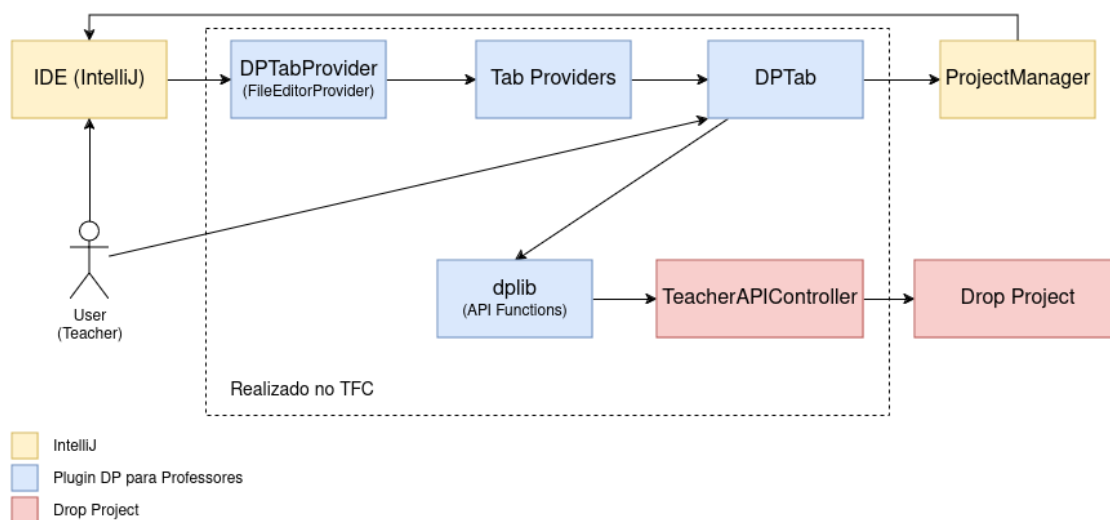 IDE (IntelliJ)
DPTabProvider
(FileEditorProvider)
Tab Providers
DPTab
ProjectManager
User
(Teacher)
dplib
(API Functions)
TeacherAPIController
Drop Project
Realizado no TFC
IntelliJ
Plugin DP para Professores
Drop Project